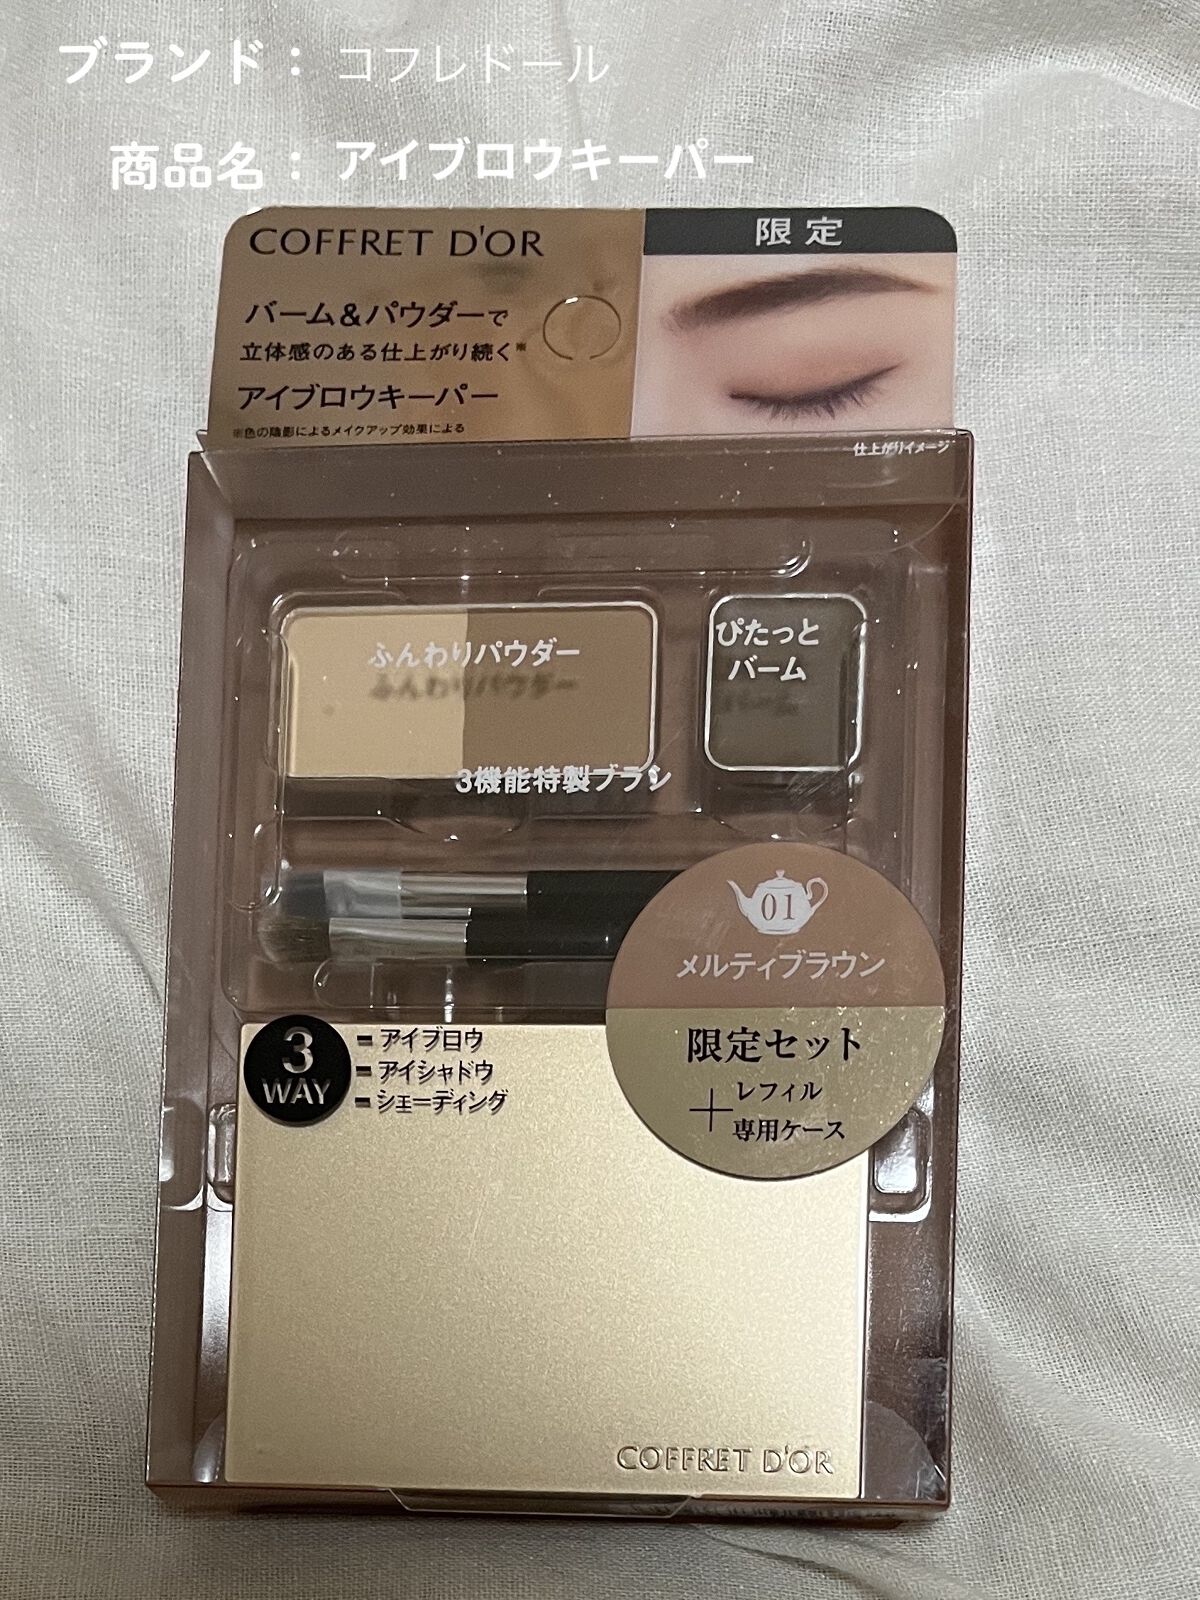 ブランド： コフレドール
商品名： アイブロウキーパー
COFFRET D'OR
限定
バーム＆パウダーで
立体感のある仕上がり続く※
アイブロウキーパー
※色の陰影によるメイクアップ効果による
仕上がりイメージ
ふんわりパウダー
ぴたっと
バーム
3機能特製ブラシ
01
メルティブラウン
限定セット
＋レフィル
専用ケース
3
WAY
=アイブロウ
=アイシャドウ
=シェーディング
COFFRET D'OR